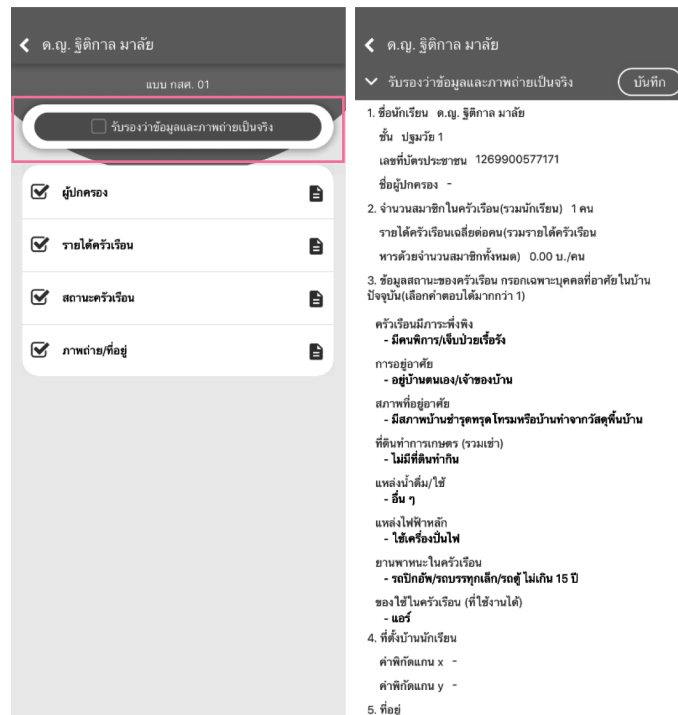 ด.ญ. ฐิติกาล มาลัย
แบบ กสศ. 01
รับรองว่าข้อมูลและภาพถ่ายเป็นจริง
ผู้ปกครอง
รายได้ครัวเรือน
สถานะครัวเรือน
ภาพถ่าย/ที่อยู่
ด.ญ. ฐิติกาล มาลัย
รับรองว่าข้อมูลและภาพถ่ายเป็นจริง บันทึก
1. ชื่อนักเรียน ด.ญ. ฐิติกาล มาลัย
ชั้น ปฐมวัย 1
เลขที่บัตรประชาชน 1269900577171
ชื่อผู้ปกครอง -
2. จำนวนสมาชิกในครัวเรือน(รวมนักเรียน) 1 คน
รายได้ครัวเรือนเฉลี่ยต่อคน(รวมรายได้ครัวเรือน
หารด้วยจำนวนสมาชิกทั้งหมด) 0.00 บ./คน
3. ข้อมูลสถานะของครัวเรือน กรอกเฉพาะบุคคลที่อาศัยในบ้าน
ปัจจุบัน(เลือกคำตอบได้มากกว่า 1)
ครัวเรือนมีภาระพึ่งพิง
- มีคนพิการ/เจ็บป่วยเรื้อรัง
การอยู่อาศัย
- อยู่บ้านตนเอง/เจ้าของบ้าน
สภาพที่อยู่อาศัย
- มีสภาพบ้านชำรุดทรุดโทรมหรือบ้านทำจากวัสดุพื้นบ้าน
ที่ดินทำการเกษตร (รวมเช่า)
- ไม่มีที่ดินทำกิน
แหล่งน้ำดื่ม/ใช้
- อื่น ๆ
แหล่งไฟฟ้าหลัก
- ใช้เครื่องปั่นไฟ
ยานพาหนะในครัวเรือน
- รถปิกอัพ/รถบรรทุกเล็ก/รถตู้ ไม่เกิน 15 ปี
ของใช้ในครัวเรือน (ที่ใช้งานได้)
- แอร์
4. ที่ตั้งบ้านนักเรียน
ค่าพิกัดแกน x -
ค่าพิกัดแกน y -
5. ที่อยู่